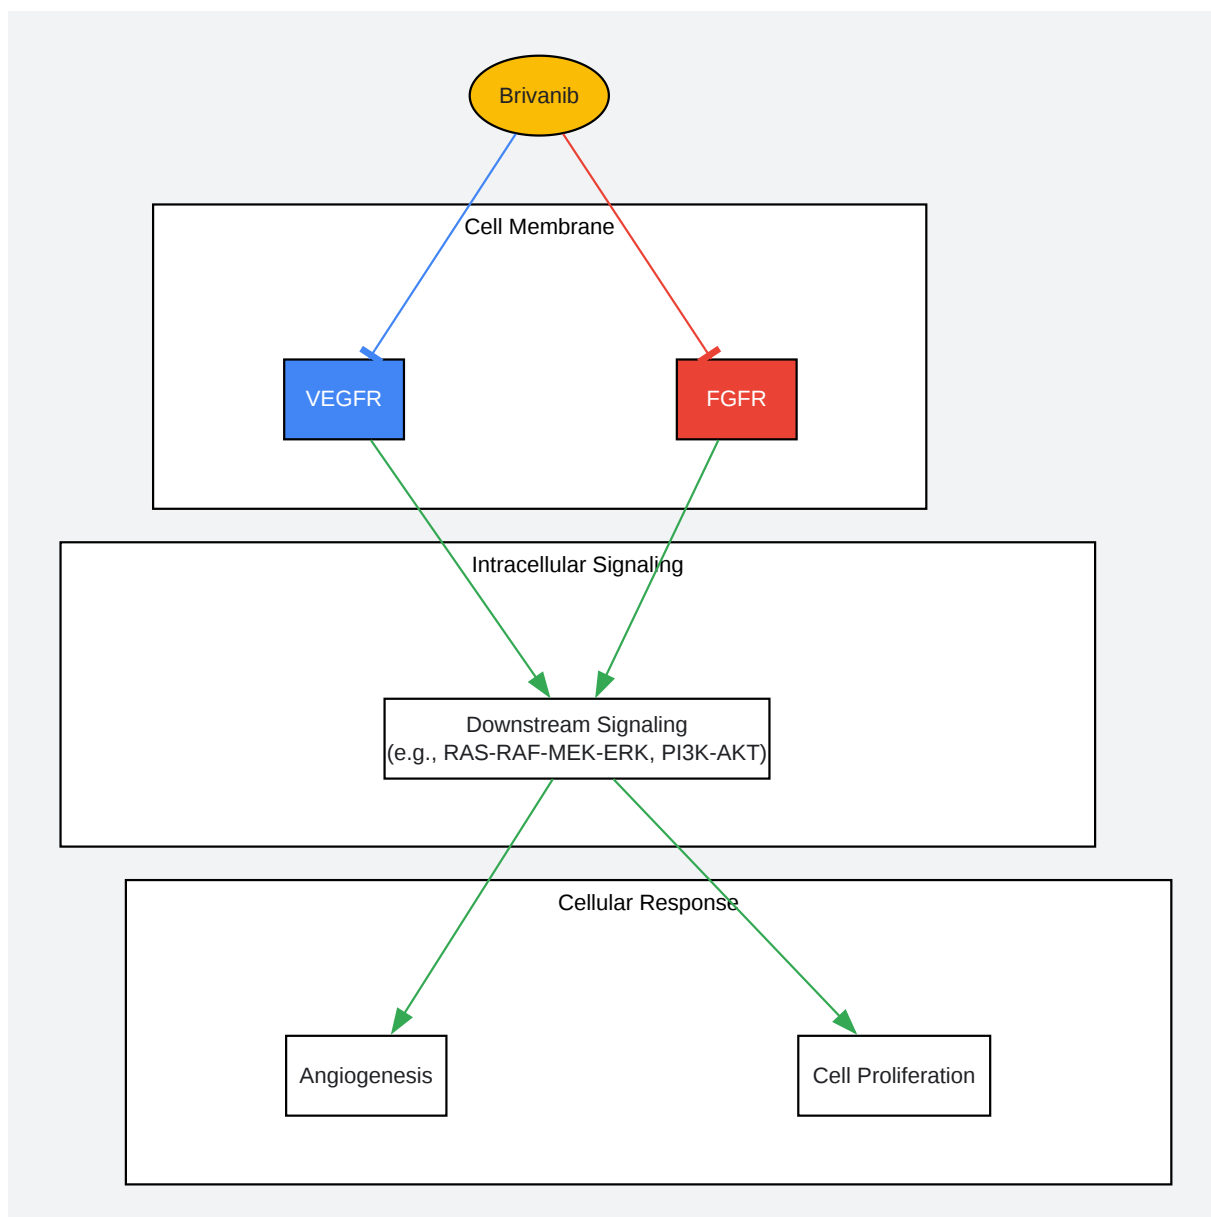 Brivanib
Cell Membrane
VEGFR
FGFR
Intracellular Signaling
Downstream Signaling
(e.g., RAS-RAF-MEK-ERK, PI3K-AKT)
Cellular Response
Angiogenesis
Cell Proliferation